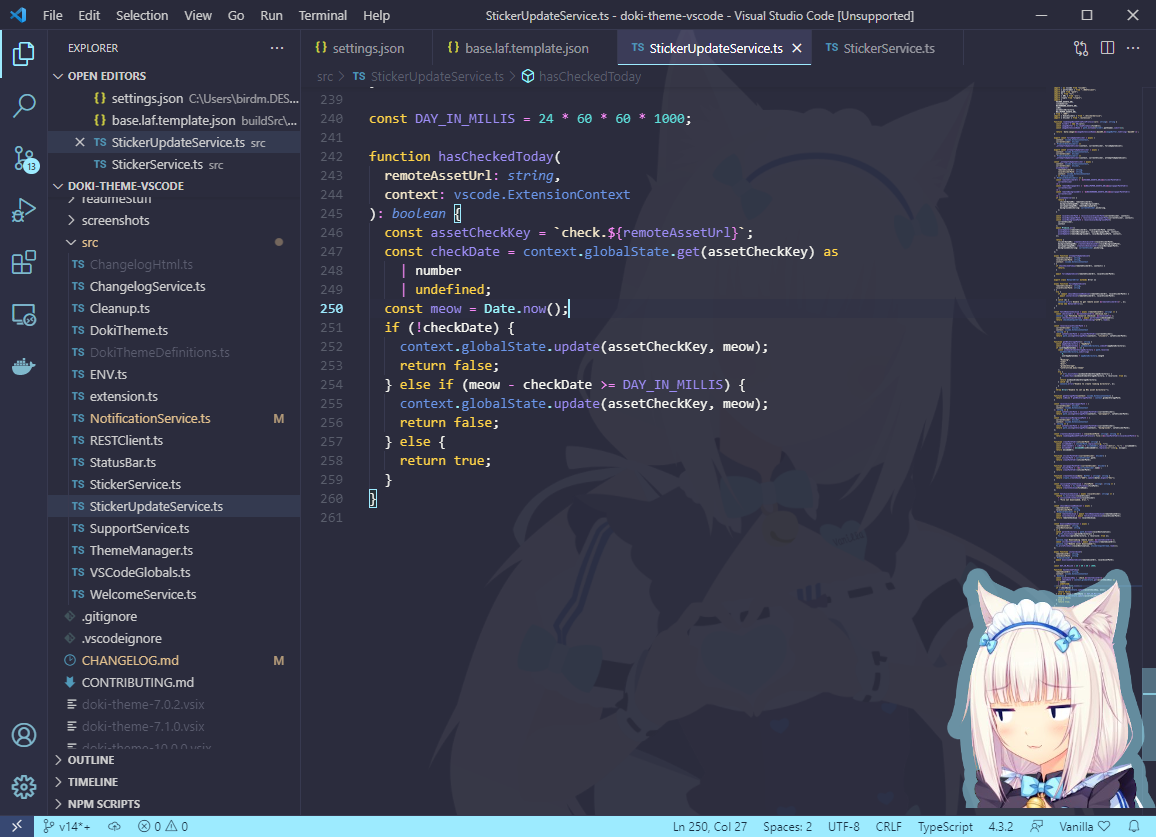 File Edit Selection View Go Run Terminal Help StickerUpdateService.ts - doki-theme-vscode - Visual Studio Code [Unsupported]
EXPLORER
OPEN EDITORS
{} settings.json C:\Users\birdm.DES...
{} base.laf.template.json buildSrc\...
TS StickerUpdateService.ts src
TS StickerService.ts src
DOKI-THEME-VSCODE
readmeStuff
screenshots
src
TS ChangelogHtml.ts
TS ChangelogService.ts
TS Cleanup.ts
TS DokiTheme.ts
TS DokiThemeDefinitions.ts
TS ENV.ts
TS extension.ts
TS NotificationService.ts M
TS RESTClient.ts
TS StatusBar.ts
TS StickerService.ts
TS StickerUpdateService.ts
TS SupportService.ts
TS ThemeManager.ts
TS VSCodeGlobals.ts
TS WelcomeService.ts
.gitignore
.vscodeignore
CHANGELOG.md M
CONTRIBUTING.md
doki-theme-7.0.2.vsix
doki-theme-7.1.0.vsix
doki-theme-10.0.0.vsix
OUTLINE
TIMELINE
NPM SCRIPTS
13
{} settings.json {} base.laf.template.json TS StickerUpdateService.ts TS StickerService.ts
src > TS StickerUpdateService.ts > hasCheckedToday
239
240 const DAY_IN_MILLIS = 24 * 60 * 60 * 1000;
241
242 function hasCheckedToday(
243 remoteAssetUrl: string,
244 context: vscode.ExtensionContext
245 ): boolean {
246 const assetCheckKey = `check.${remoteAssetUrl}`;
247 const checkDate = context.globalState.get(assetCheckKey) as
248 | number
249 | undefined;
250 const meow = Date.now();
251 if (!checkDate) {
252 context.globalState.update(assetCheckKey, meow);
253 return false;
254 } else if (meow - checkDate >= DAY_IN_MILLIS) {
255 context.globalState.update(assetCheckKey, meow);
256 return false;
257 } else {
258 return true;
259 }
260 }
261
v14*+ 0 0 Ln 250, Col 27 Spaces: 2 UTF-8 CRLF TypeScript 4.3.2 Vanilla ♡